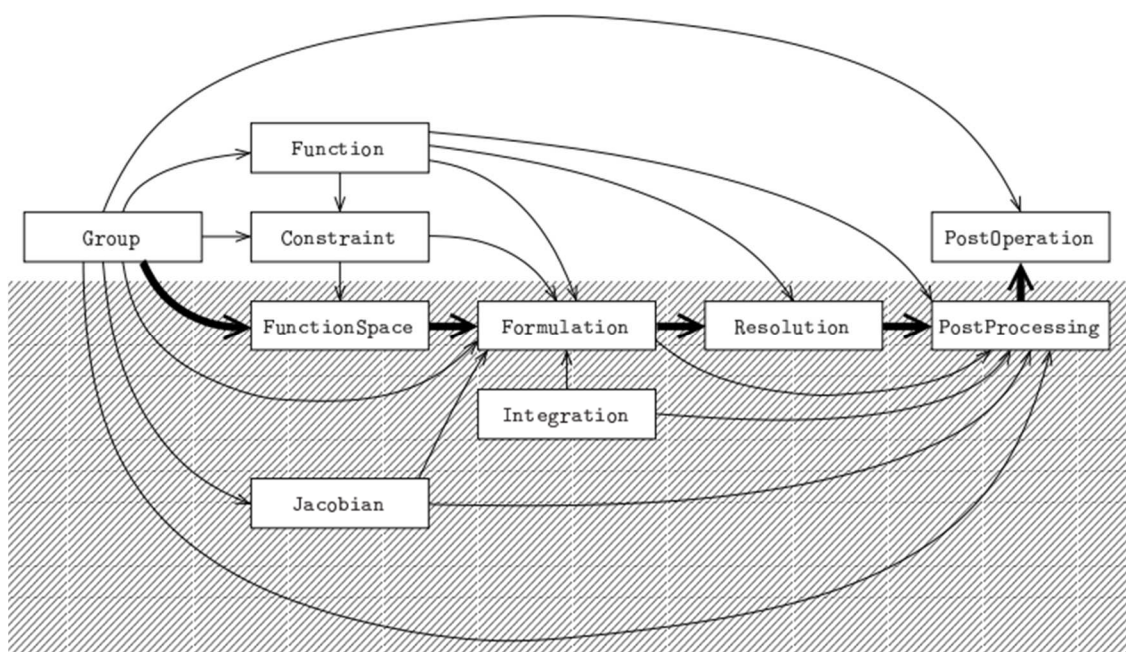 Function
Group
Constraint
PostOperation
FunctionSpace
Formulation
Resolution
PostProcessing
Integration
Jacobian